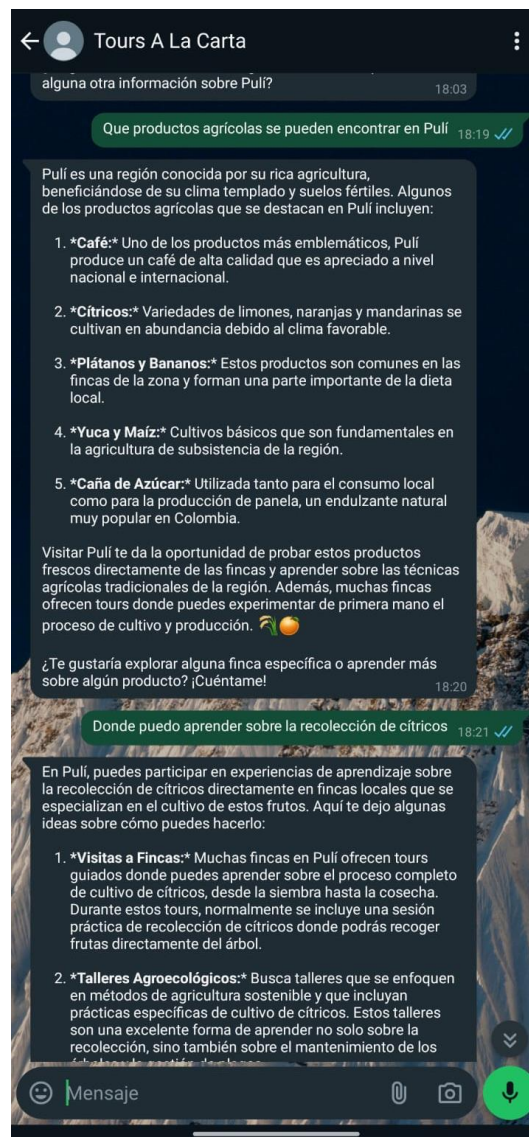 Tours A La Carta
alguna otra información sobre Pulí?
18:03
Que productos agrícolas se pueden encontrar en Pulí 18:19
Pulí es una región conocida por su rica agricultura,
beneficiándose de su clima templado y suelos fértiles. Algunos
de los productos agrícolas que se destacan en Pulí incluyen:
1. *Café:* Uno de los productos más emblemáticos, Pulí
produce un café de alta calidad que es apreciado a nivel
nacional e internacional.
2. *Cítricos:* Variedades de limones, naranjas y mandarinas se
cultivan en abundancia debido al clima favorable.
3. *Plátanos y Bananos:* Estos productos son comunes en las
fincas de la zona y forman una parte importante de la dieta
local.
4. *Yuca y Maíz:* Cultivos básicos que son fundamentales en
la agricultura de subsistencia de la región.
5. *Caña de Azúcar:* Utilizada tanto para el consumo local
como para la producción de panela, un endulzante natural
muy popular en Colombia.
Visitar Pulí te da la oportunidad de probar estos productos
frescos directamente de las fincas y aprender sobre las técnicas
agrícolas tradicionales de la región. Además, muchas fincas
ofrecen tours donde puedes experimentar de primera mano el
proceso de cultivo y producción. 🌾🍊
¿Te gustaría explorar alguna finca específica o aprender más
sobre algún producto? ¡Cuéntame!
18:20
Donde puedo aprender sobre la recolección de cítricos 18:21
En Pulí, puedes participar en experiencias de aprendizaje sobre
la recolección de cítricos directamente en fincas locales que se
especializan en el cultivo de estos frutos. Aquí te dejo algunas
ideas sobre cómo puedes hacerlo:
1. *Visitas a Fincas:* Muchas fincas en Pulí ofrecen tours
guiados donde puedes aprender sobre el proceso completo
de cultivo de cítricos, desde la siembra hasta la cosecha.
Durante estos tours, normalmente se incluye una sesión
práctica de recolección de cítricos donde podrás recoger
frutas directamente del árbol.
2. *Talleres Agroecológicos:* Busca talleres que se enfoquen
en métodos de agricultura sostenible y que incluyan
prácticas específicas de cultivo de cítricos. Estos talleres
son una excelente forma de aprender no solo sobre la
recolección, sino también sobre el mantenimiento de los
Mensaje